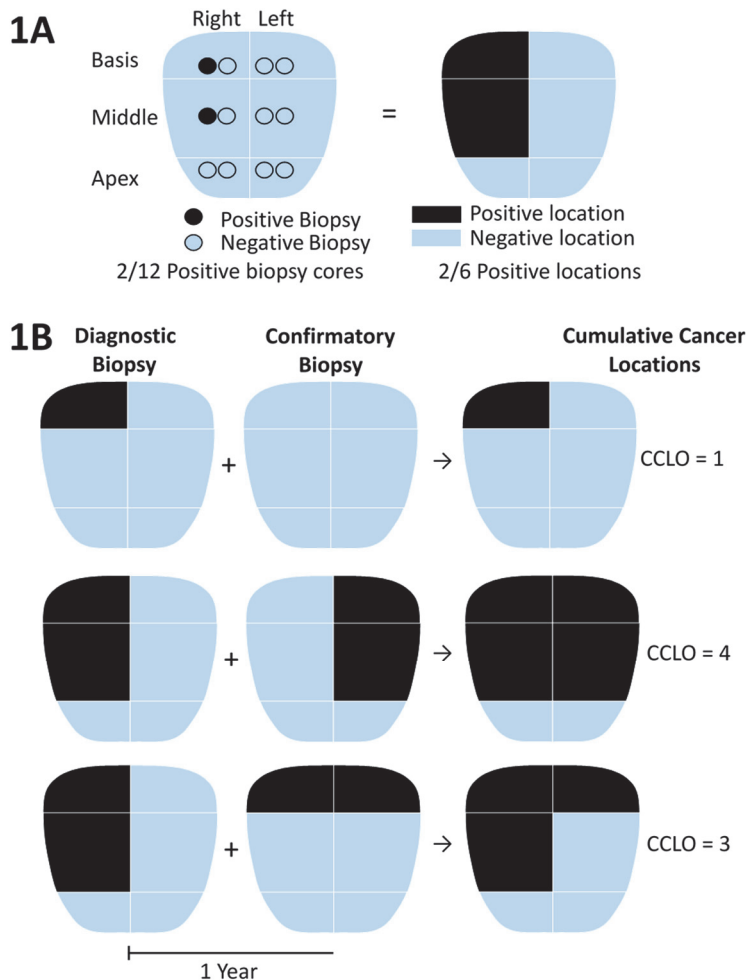 1A
Right Left
Basis
Middle
Apex
=
Positive Biopsy
Negative Biopsy
2/12 Positive biopsy cores
Positive location
Negative location
2/6 Positive locations
1B
Diagnostic
Biopsy
Confirmatory
Biopsy
Cumulative Cancer
Locations
+ → CCLO = 1
+ → CCLO = 4
+ → CCLO = 3
1 Year